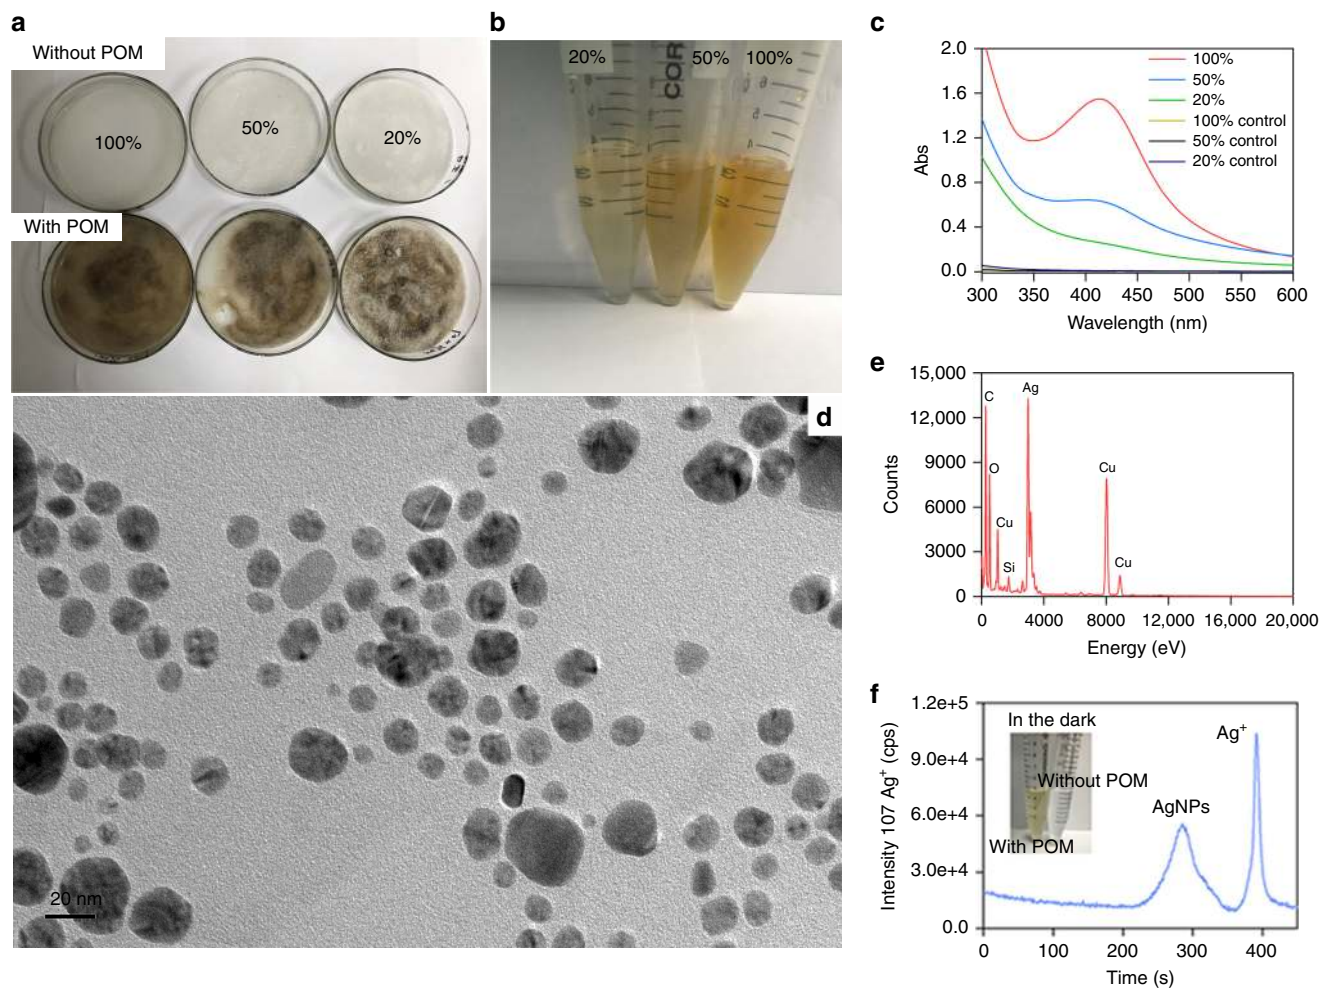 a
Without POM
100%
50%
20%
With POM
b
20%
50%
100%
COR
c
Abs
2.0
1.6
1.2
0.8
0.4
0.0
300 350 400 450 500 550 600
Wavelength (nm)
100%
50%
20%
100% control
50% control
20% control
d
20 nm
e
Counts
15,000
12,000
9000
6000
3000
0
C
O
Cu
Si
Ag
Cu
Cu
0 4000 8000 12,000 16,000 20,000
Energy (eV)
f
Intensity 107 Ag⁺ (cps)
1.2e+5
9.0e+4
6.0e+4
3.0e+4
0.0
In the dark
Without POM
With POM
AgNPs
Ag⁺
0 100 200 300 400
Time (s)